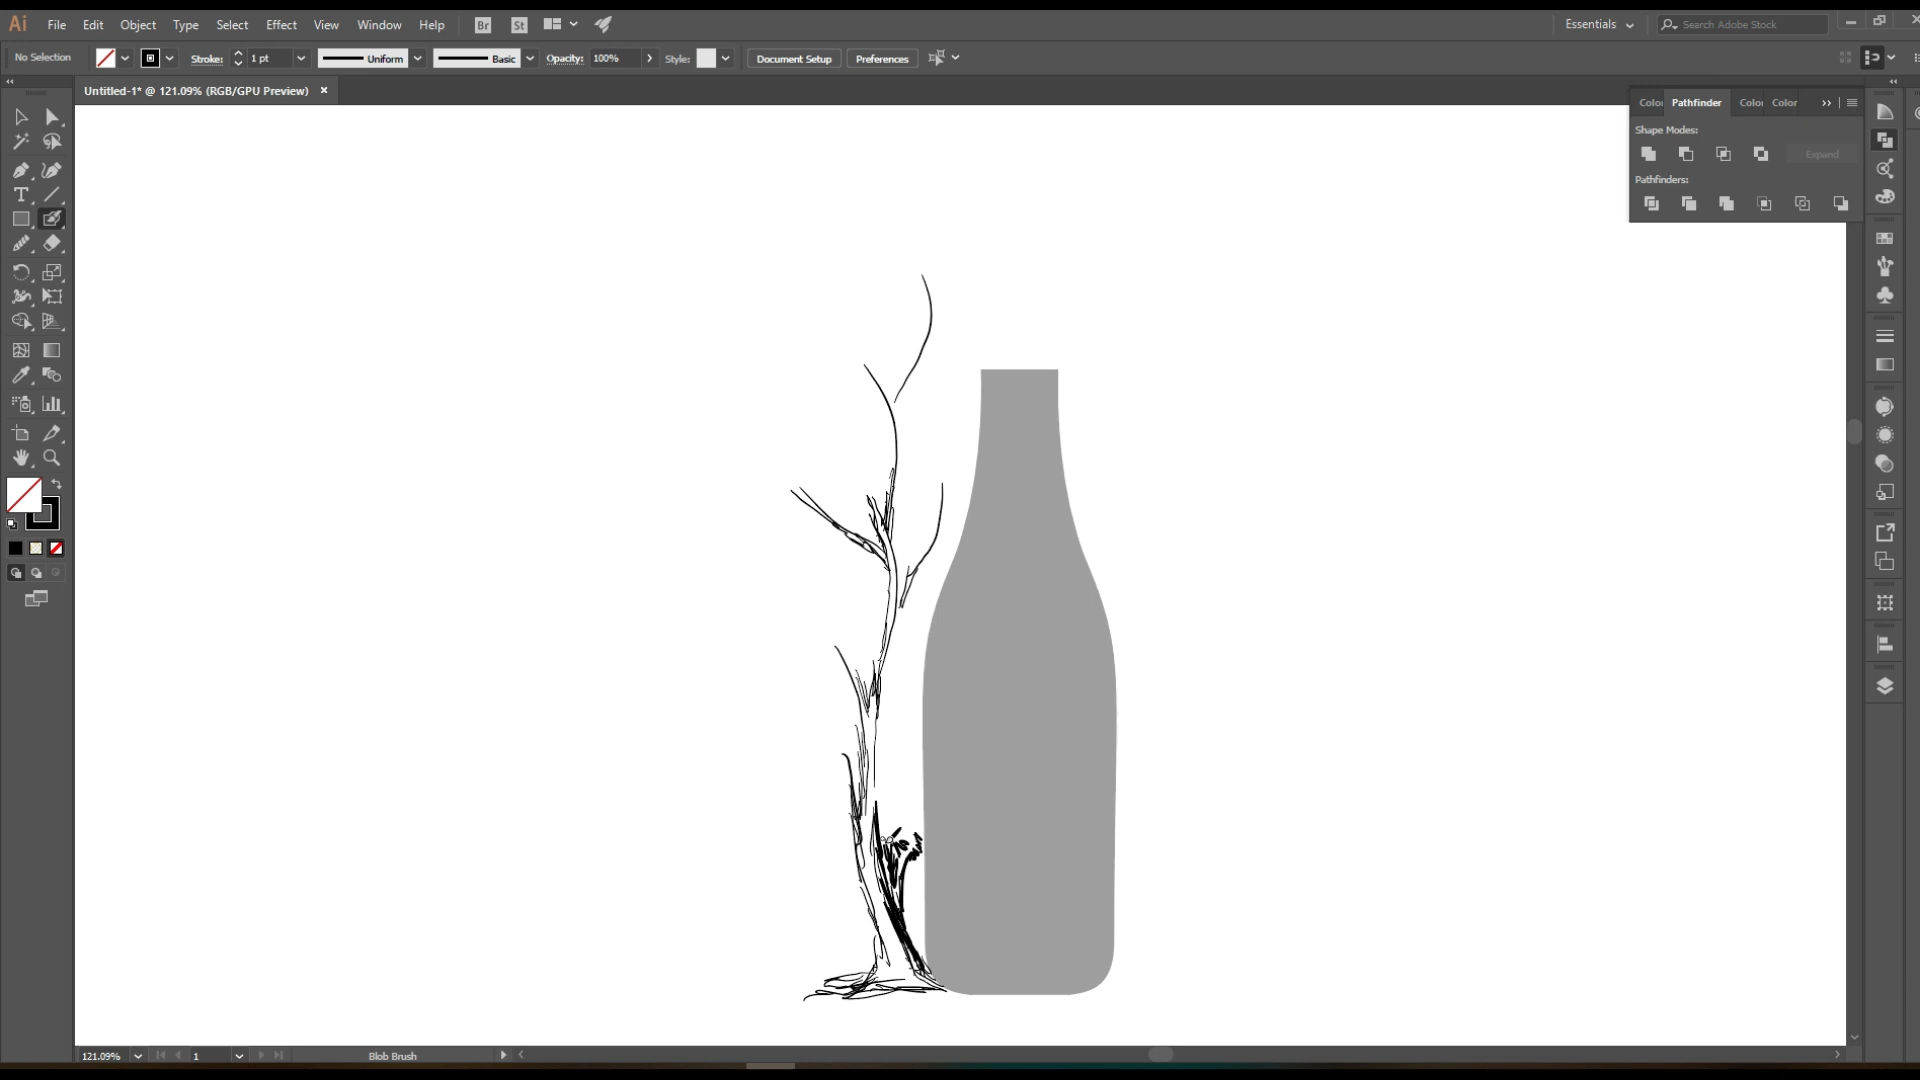 Ai File Edit Object Type Select Effect View Window Help Br St Essentials Search Adobe Stock
No Selection Stroke: 1 pt Uniform Basic Opacity: 100% Style: Document Setup Preferences
Untitled-1* @ 121.09% (RGB/GPU Preview) ×
Color Pathfinder Color Color
Shape Modes:
Expand
Pathfinders:
T
121.09% 1 Blob Brush